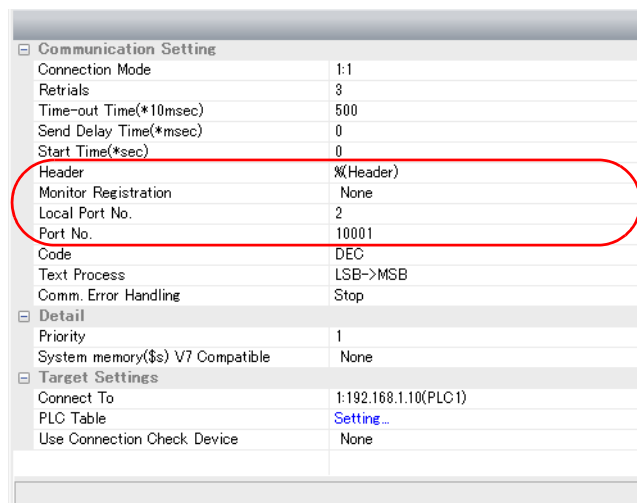 Communication Setting
Connection Mode 1:1
Retrials 3
Time-out Time(*10msec) 500
Send Delay Time(*msec) 0
Start Time(*sec) 0
Header %(Header)
Monitor Registration None
Local Port No. 2
Port No. 10001
Code DEC
Text Process LSB->MSB
Comm. Error Handling Stop
Detail
Priority 1
System memory($s) V7 Compatible None
Target Settings
Connect To 1:192.168.1.10(PLC1)
PLC Table Setting...
Use Connection Check Device None